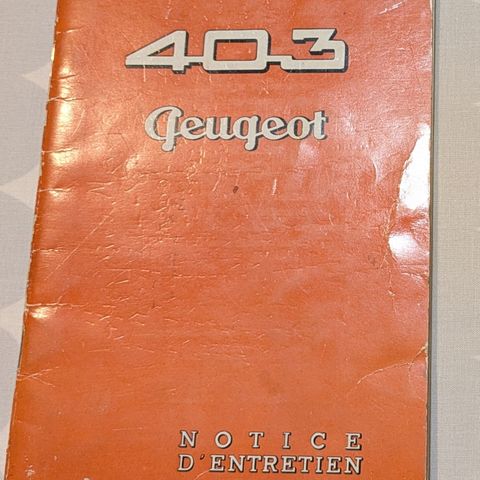 403
Peugeot
NOTICE
D'ENTRETIEN